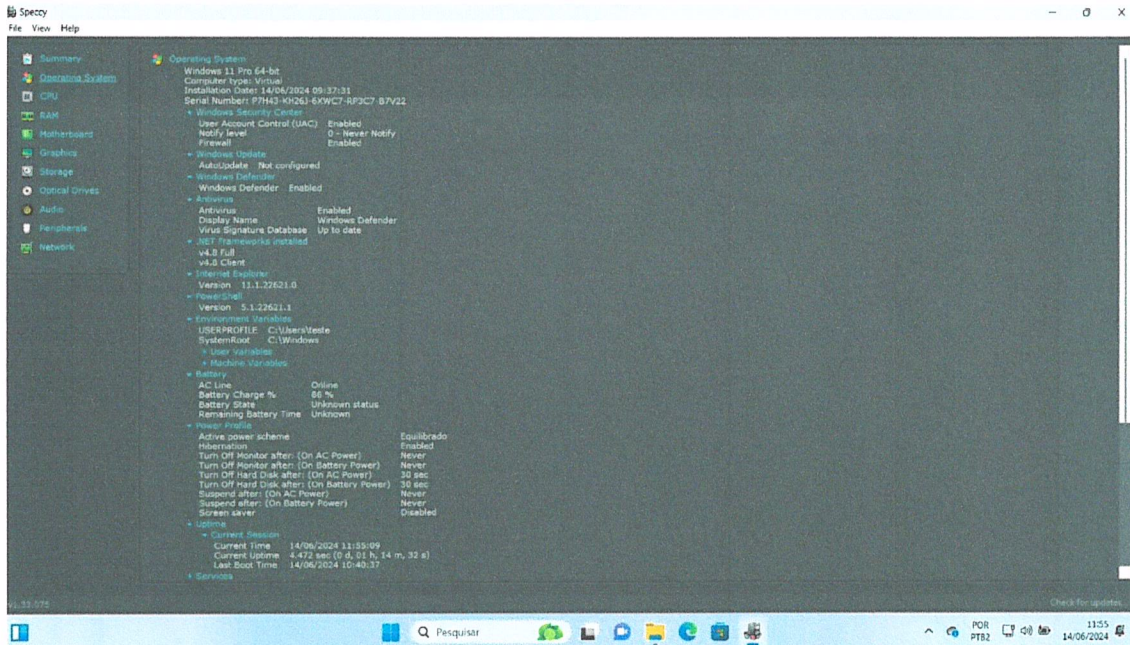 Speccy
File View Help
Summary
Operating System
CPU
RAM
Motherboard
Graphics
Storage
Optical Drives
Audio
Peripherals
Network
Operating System
Windows 11 Pro 64-bit
Computer type: Virtual
Installation Date: 14/06/2024 09:37:31
Serial Number: P7H43-KH26J-6XWC7-RP3C7-B7V22
Windows Security Center
User Account Control (UAC) Enabled
Notify level 0 - Never Notify
Firewall Enabled
Windows Update
AutoUpdate Not configured
Windows Defender
Windows Defender Enabled
Antivirus
Antivirus Enabled
Display Name Windows Defender
Virus Signature Database Up to date
.NET Frameworks installed
v4.8 Full
v4.8 Client
Internet Explorer
Version 11.1.22621.0
PowerShell
Version 5.1.22621.1
Environment Variables
USERPROFILE C:\Users\teste
SystemRoot C:\Windows
User Variables
Machine Variables
Battery
AC Line Online
Battery Charge % 86 %
Battery State Unknown status
Remaining Battery Time Unknown
Power Profile
Active power scheme Equilibrado
Hibernation Enabled
Turn Off Monitor after: (On AC Power) Never
Turn Off Monitor after: (On Battery Power) Never
Turn Off Hard Disk after: (On AC Power) 30 sec
Turn Off Hard Disk after: (On Battery Power) 30 sec
Suspend after: (On AC Power) Never
Suspend after: (On Battery Power) Never
Screen saver Disabled
Uptime
Current Session
Current Time 14/06/2024 11:55:09
Current Uptime 4.472 sec (0 d, 01 h, 14 m, 32 s)
Last Boot Time 14/06/2024 10:40:37
Services
Check for updates
Pesquisar
POR
PTB2
11:55
14/06/2024